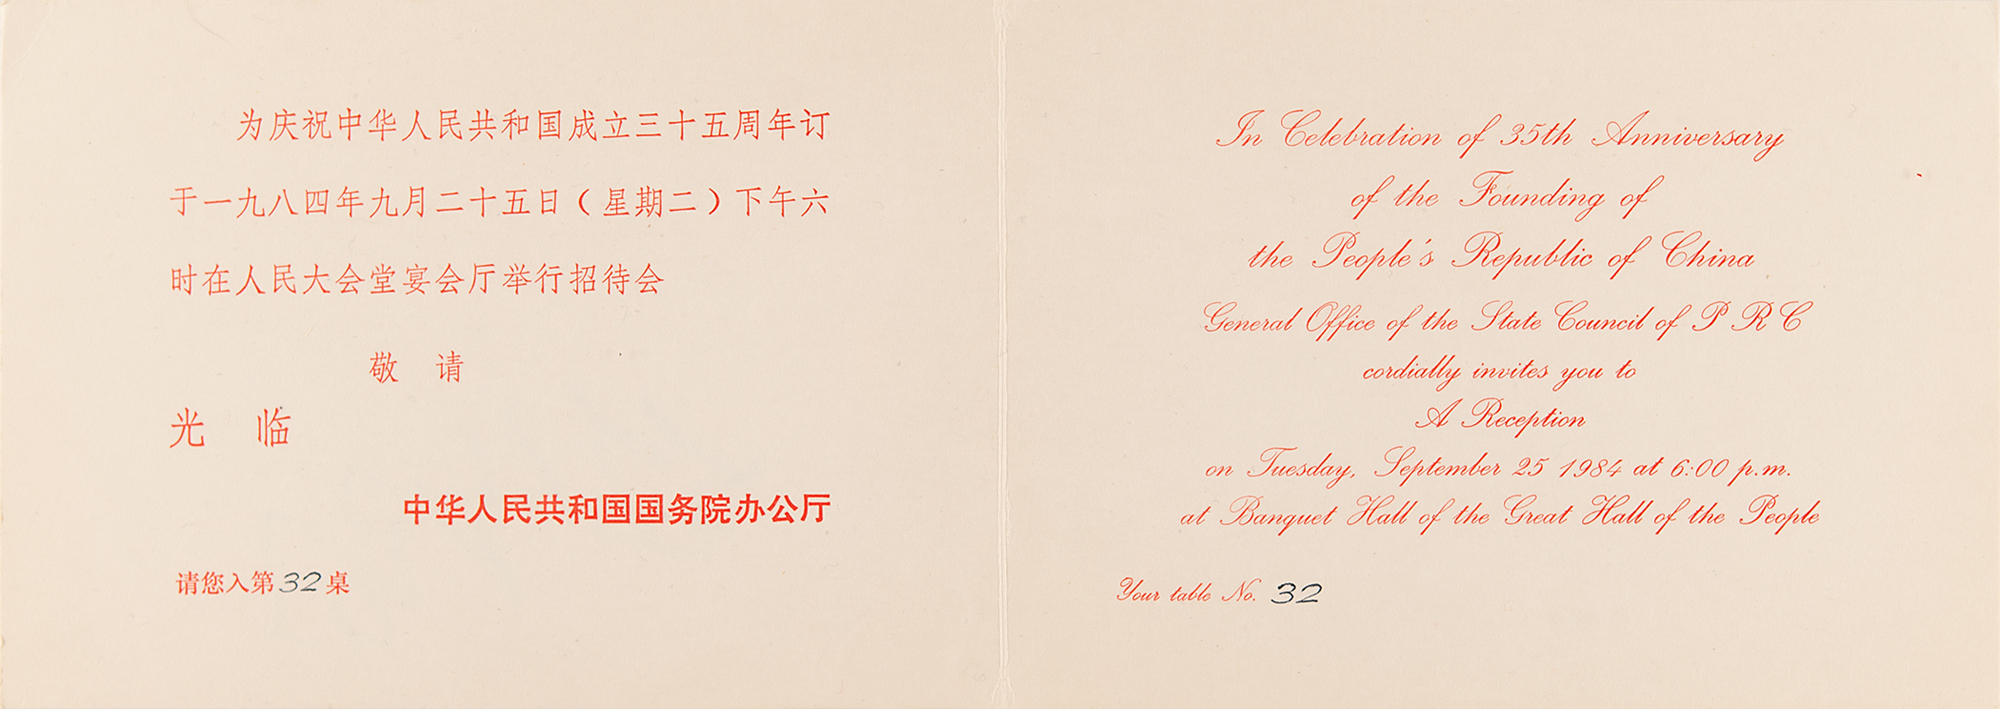 为庆祝中华人民共和国成立三十五周年订
于一九八四年九月二十五日（星期二）下午六
时在人民大会堂宴会厅举行招待会
敬 请
光 临
中华人民共和国国务院办公厅
请您入第32桌
In Celebration of 35th Anniversary
of the Founding of
the People's Republic of China
General Office of the State Council of P R C
cordially invites you to
A Reception
on Tuesday, September 25 1984 at 6:00 p.m.
at Banquet Hall of the Great Hall of the People
Your table No. 32